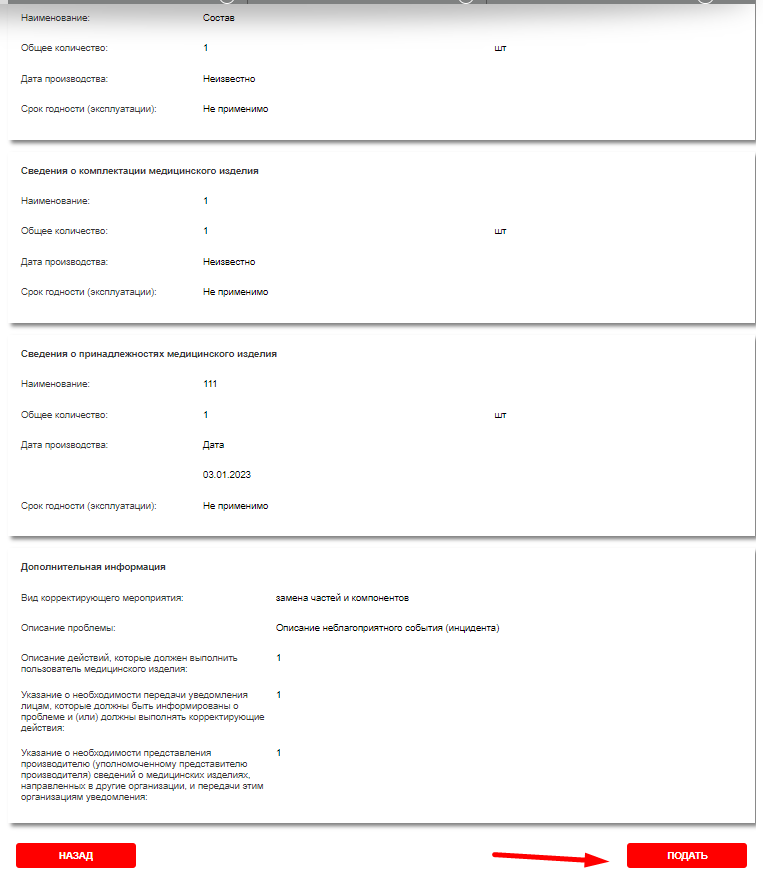 Наименование: Состав
Общее количество: 1 шт
Дата производства: Неизвестно
Срок годности (эксплуатации): Не применимо
Сведения о комплектации медицинского изделия
Наименование: 1
Общее количество: 1 шт
Дата производства: Неизвестно
Срок годности (эксплуатации): Не применимо
Сведения о принадлежностях медицинского изделия
Наименование: 111
Общее количество: 1 шт
Дата производства: Дата
03.01.2023
Срок годности (эксплуатации): Не применимо
Дополнительная информация
Вид корректирующего мероприятия: замена частей и компонентов
Описание проблемы: Описание неблагоприятного события (инцидента)
Описание действий, которые должен выполнить 1
пользователь медицинского изделия:
Указание о необходимости передачи уведомления 1
лицам, которые должны быть информированы о
проблеме и (или) должны выполнять корректирующие
действия:
Указание о необходимости представления 1
производителю (уполномоченному представителю
производителя) сведений о медицинских изделиях,
направленных в другие организации, и передачи этим
организациям уведомления:
НАЗАД ПОДАТЬ